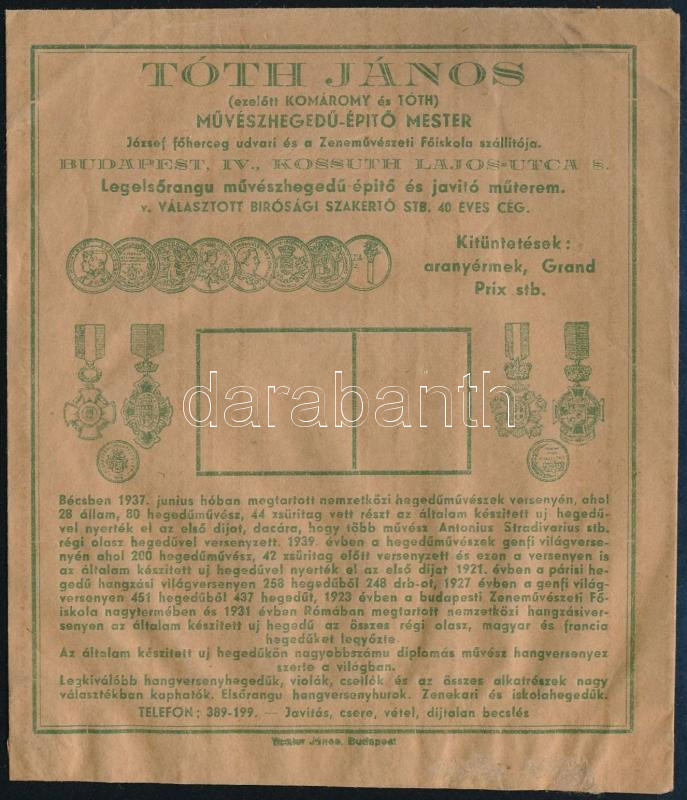 TÓTH JÁNOS
(ezelőtt KOMÁROMY és TÓTH)
MŰVÉSZHEGEDŰ-ÉPITŐ MESTER
József főherceg udvari és a Zeneművészeti Főiskola szállitója.
BUDAPEST, IV., KOSSUTH LAJOS-UTCA 8.
Legelsőrangu művészhegedű épitő és javitó műterem.
v. VÁLASZTOTT BIRÓSÁGI SZAKERTŐ STB. 40 ÉVES CÉG.
Kitüntetések:
aranyérmek, Grand
Prix stb.
darabanth
Bécsben 1937. junius hóban megtartott nemzetközi hegedűművészek versenyén, ahol
28 állam, 80 hegedűművész, 44 zsüritag vett részt az általam készitett uj hegedű-
vel nyerték el az első dijat, dacára, hogy több művész Antonius Stradivarius stb.
régi olasz hegedűvel versenyzett. 1939. évben a hegedűművészek genfi világverse-
nyén ahol 200 hegedűművész, 42 zsüritag előtt versenyzett és ezen a versenyen is
az általam készitett uj hegedűvel nyerték el az első dijat 1921. évben a párisi he-
gedű hangzási világversenyen 258 hegedűből 248 drb-ot, 1927 évben a genfi világ-
versenyen 451 hegedűből 437 hegedűt, 1923 évben a budapesti Zeneművészeti Fő-
iskola nagytermében és 1931 évben Rómában megtartott nemzetközi hangzásiver-
senyen az általam készitett uj hegedű az összes régi olasz, magyar és francia
hegedűket legyőzte.
Az általam készitett uj hegedűkön nagyobbszámu diplomás művész hangversenyez
szerte a világban.
Legkiválóbb hangversenyhegedűk, violák, csellók és az összes alkatrészek nagy
választékban kaphatók. Elsőrangu hangversenyhurok. Zenekari és iskolahegedűk.
TELEFON: 389-199. — Javitás, csere, vétel, dijtalan becslés
János, Budapest